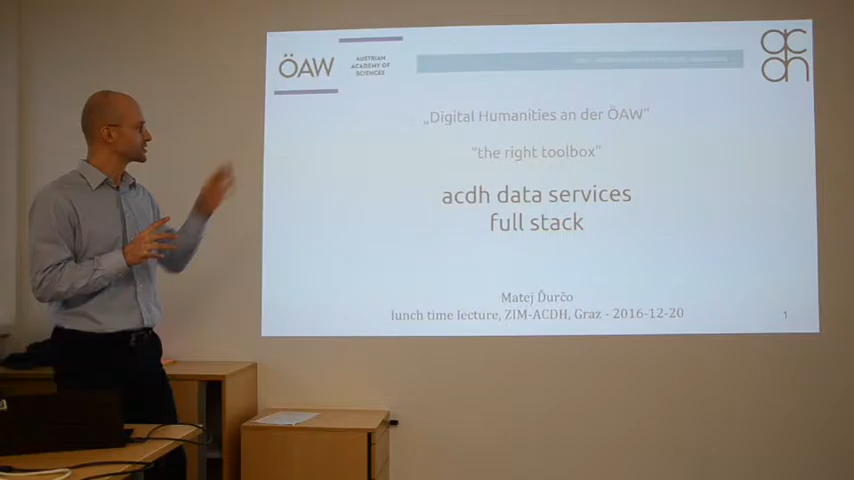 ÖAW
AUSTRIAN
ACADEMY OF
SCIENCES
acdh
„Digital Humanities an der ÖAW"
"the right toolbox"
acdh data services
full stack
Matej Ďurčo
lunch time lecture, ZIM-ACDH, Graz - 2016-12-20
1